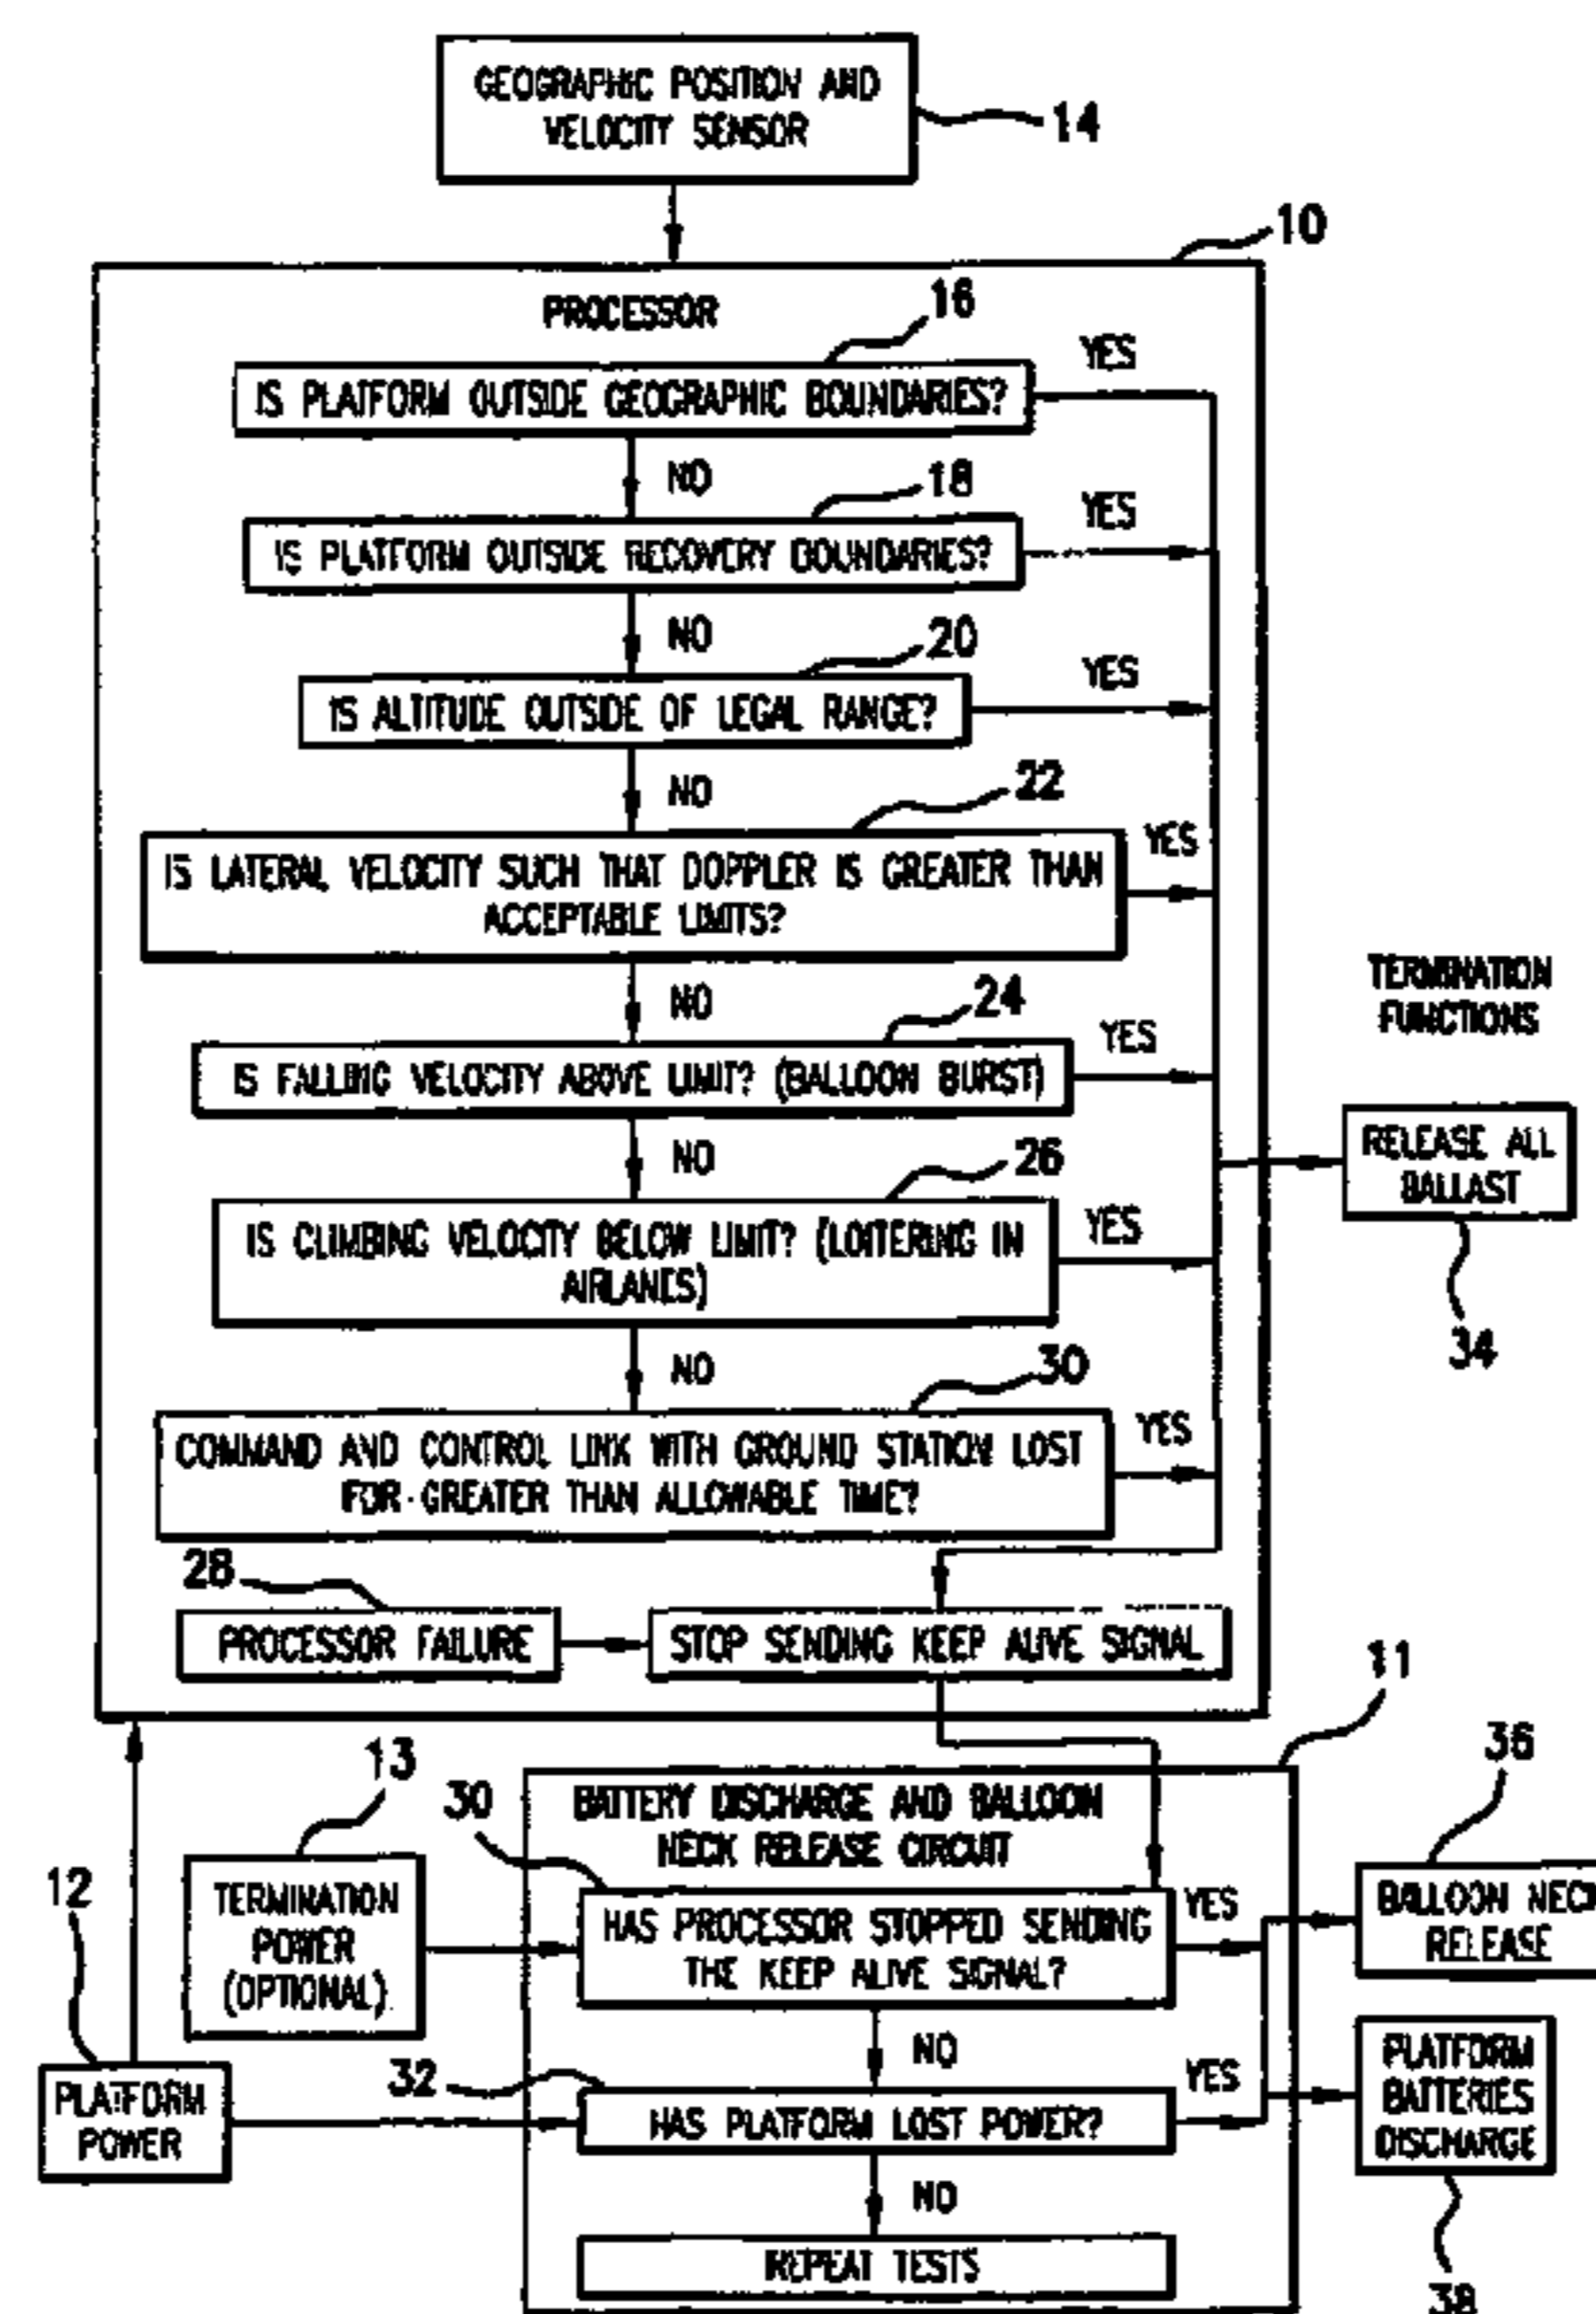 GEOGRAPHIC POSITION AND
VELOCITY SENSOR
14
10
PROCESSOR
16
IS PLATFORM OUTSIDE GEOGRAPHIC BOUNDARIES?
YES
NO
18
IS PLATFORM OUTSIDE RECOVERY BOUNDARIES?
YES
NO
20
IS ALTITUDE OUTSIDE OF LEGAL RANGE?
YES
NO
22
IS LATERAL VELOCITY SUCH THAT DOPPLER IS GREATER THAN
ACCEPTABLE LIMITS?
YES
NO
24
IS FALLING VELOCITY ABOVE LIMIT? (BALLOON BURST)
YES
NO
26
IS CLIMBING VELOCITY BELOW LIMIT? (LOITERING IN
AIRLANES)
YES
NO
30
COMMAND AND CONTROL LINK WITH GROUND STATION LOST
FOR GREATER THAN ALLOWABLE TIME?
YES
28
PROCESSOR FAILURE
STOP SENDING KEEP ALIVE SIGNAL
TERMINATION
FUNCTIONS
RELEASE ALL
BALLAST
34
11
13
30
BATTERY DISCHARGE AND BALLOON
NECK RELEASE CIRCUIT
36
12
TERMINATION
POWER
(OPTIONAL)
HAS PROCESSOR STOPPED SENDING
THE KEEP ALIVE SIGNAL?
YES
BALLOON NECK
RELEASE
NO
32
PLATFORM
POWER
HAS PLATFORM LOST POWER?
YES
PLATFORM
BATTERIES
DISCHARGE
NO
REPEAT TESTS
38